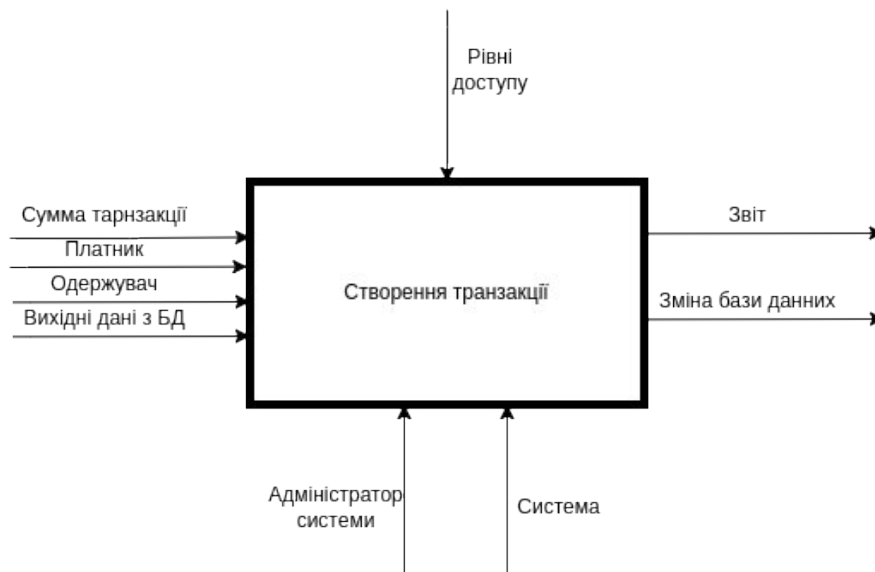 Рівні
доступу
Сумма тарнзакції
Платник
Одержувач
Вихідні дані з БД
Створення транзакції
Звіт
Зміна бази данних
Адміністратор
системи
Система